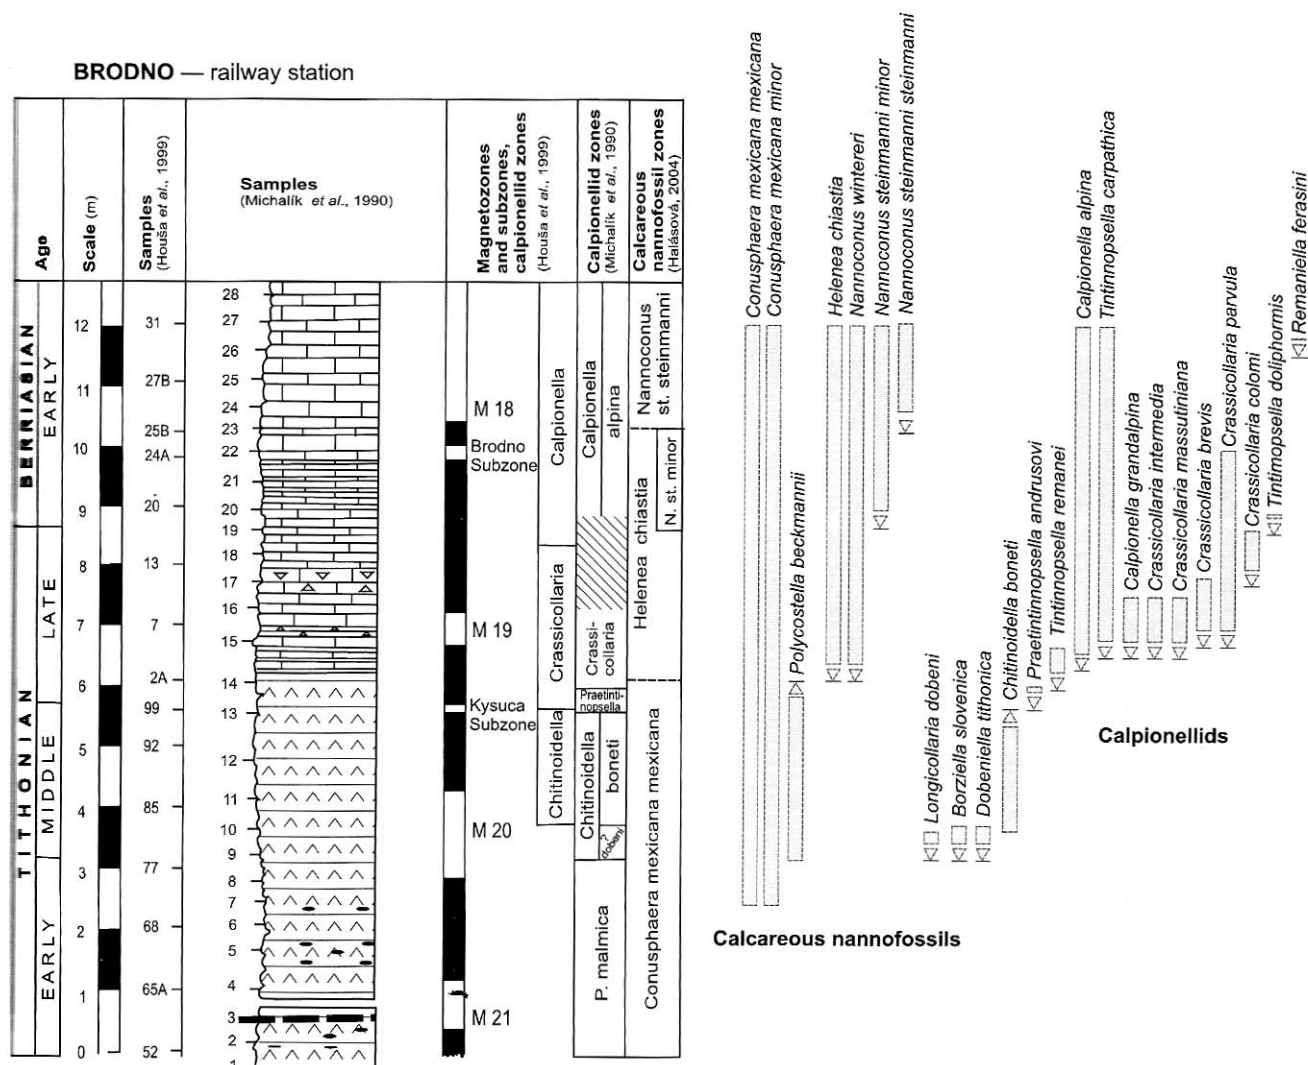 BRODNO — railway station
Age
Scale (m)
Samples
(Houša et al., 1999)
Samples
(Michalík et al., 1990)
Magnetozones
and subzones,
calpionellid zones
(Houša et al., 1999)
Calpionellid zones
(Michalík et al., 1990)
Calcareous
nannofossil zones
(Halásová, 2004)
BERRIASIAN
EARLY
TITHONIAN
LATE
MIDDLE
EARLY
12
11
10
9
8
7
6
5
4
3
2
1
0
31
27B
25B
24A
20
13
7
2A
99
92
85
77
68
65A
52
28
27
26
25
24
23
22
21
20
19
18
17
16
15
14
13
12
11
10
9
8
7
6
5
4
3
2
1
M 18
Brodno
Subzone
M 19
Kysuca
Subzone
M 20
M 21
Calpionella
Crassicollaria
Chitinoidella
Calpionella
alpina
Crassi-
collaria
Praetinti-
nopsella
Chitinoidella
boneti
?
dobeni
P. malmica
Nannoconus
st. steinmanni
N. st. minor
Helenea chiastia
Conusphaera mexicana mexicana
Conusphaera mexicana mexicana
Conusphaera mexicana minor
Polycostella beckmannii
Helenea chiastia
Nannoconus wintereri
Nannoconus steinmanni minor
Nannoconus steinmanni steinmanni
Calcareous nannofossils
Longicollaria dobeni
Borziella slovenica
Dobeniella tithonica
Chitinoidella boneti
Praetintinnopsella andrusovi
Tintinnopsella remanei
Calpionella alpina
Tintinnopsella carpathica
Calpionella grandalpina
Crassicollaria intermedia
Crassicollaria massutiniana
Crassicollaria brevis
Crassicollaria parvula
Crassicollaria colomi
Tintimopsella doliphormis
Remaniella ferasini
Calpionellids